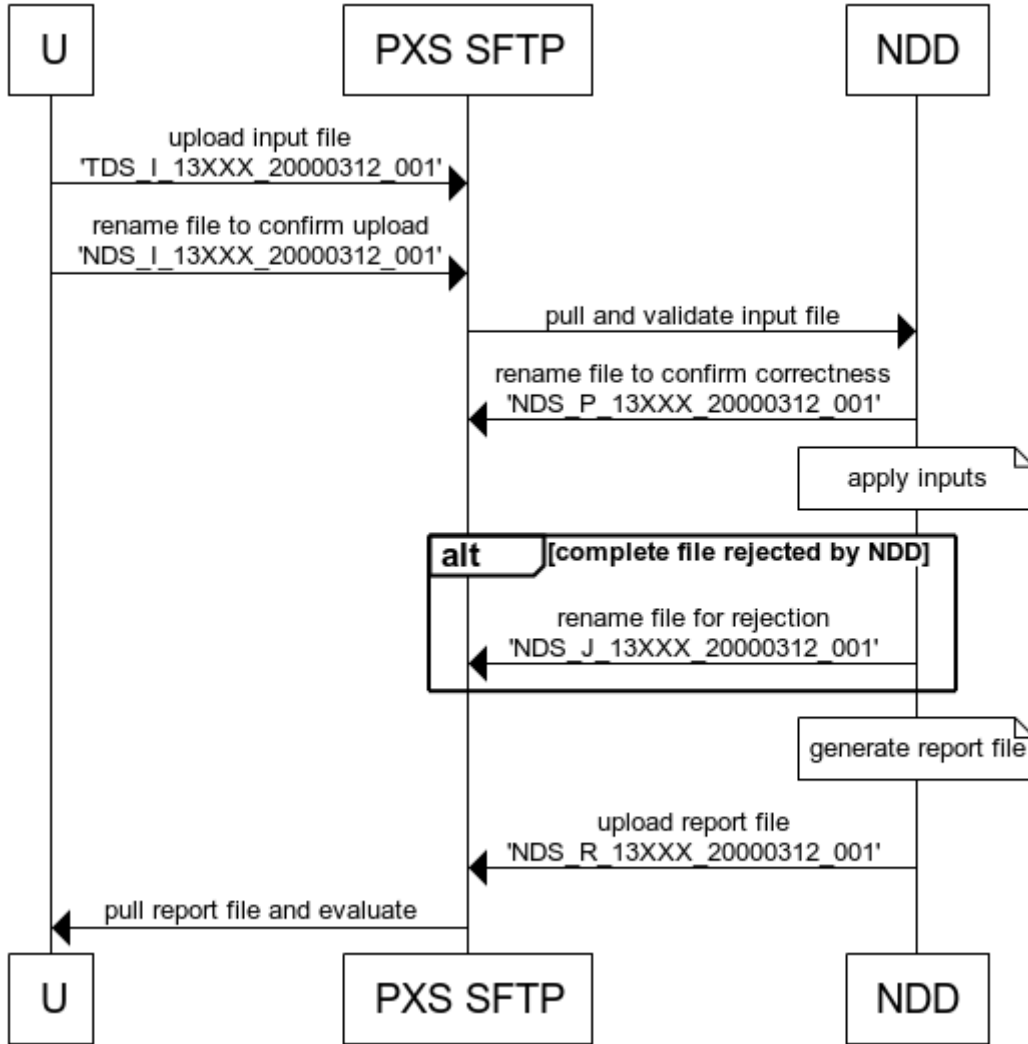 U
PXS SFTP
NDD
upload input file
'TDS_I_13XXX_20000312_001'
rename file to confirm upload
'NDS_I_13XXX_20000312_001'
pull and validate input file
rename file to confirm correctness
'NDS_P_13XXX_20000312_001'
apply inputs
alt
[complete file rejected by NDD]
rename file for rejection
'NDS_J_13XXX_20000312_001'
generate report file
upload report file
'NDS_R_13XXX_20000312_001'
pull report file and evaluate
U
PXS SFTP
NDD